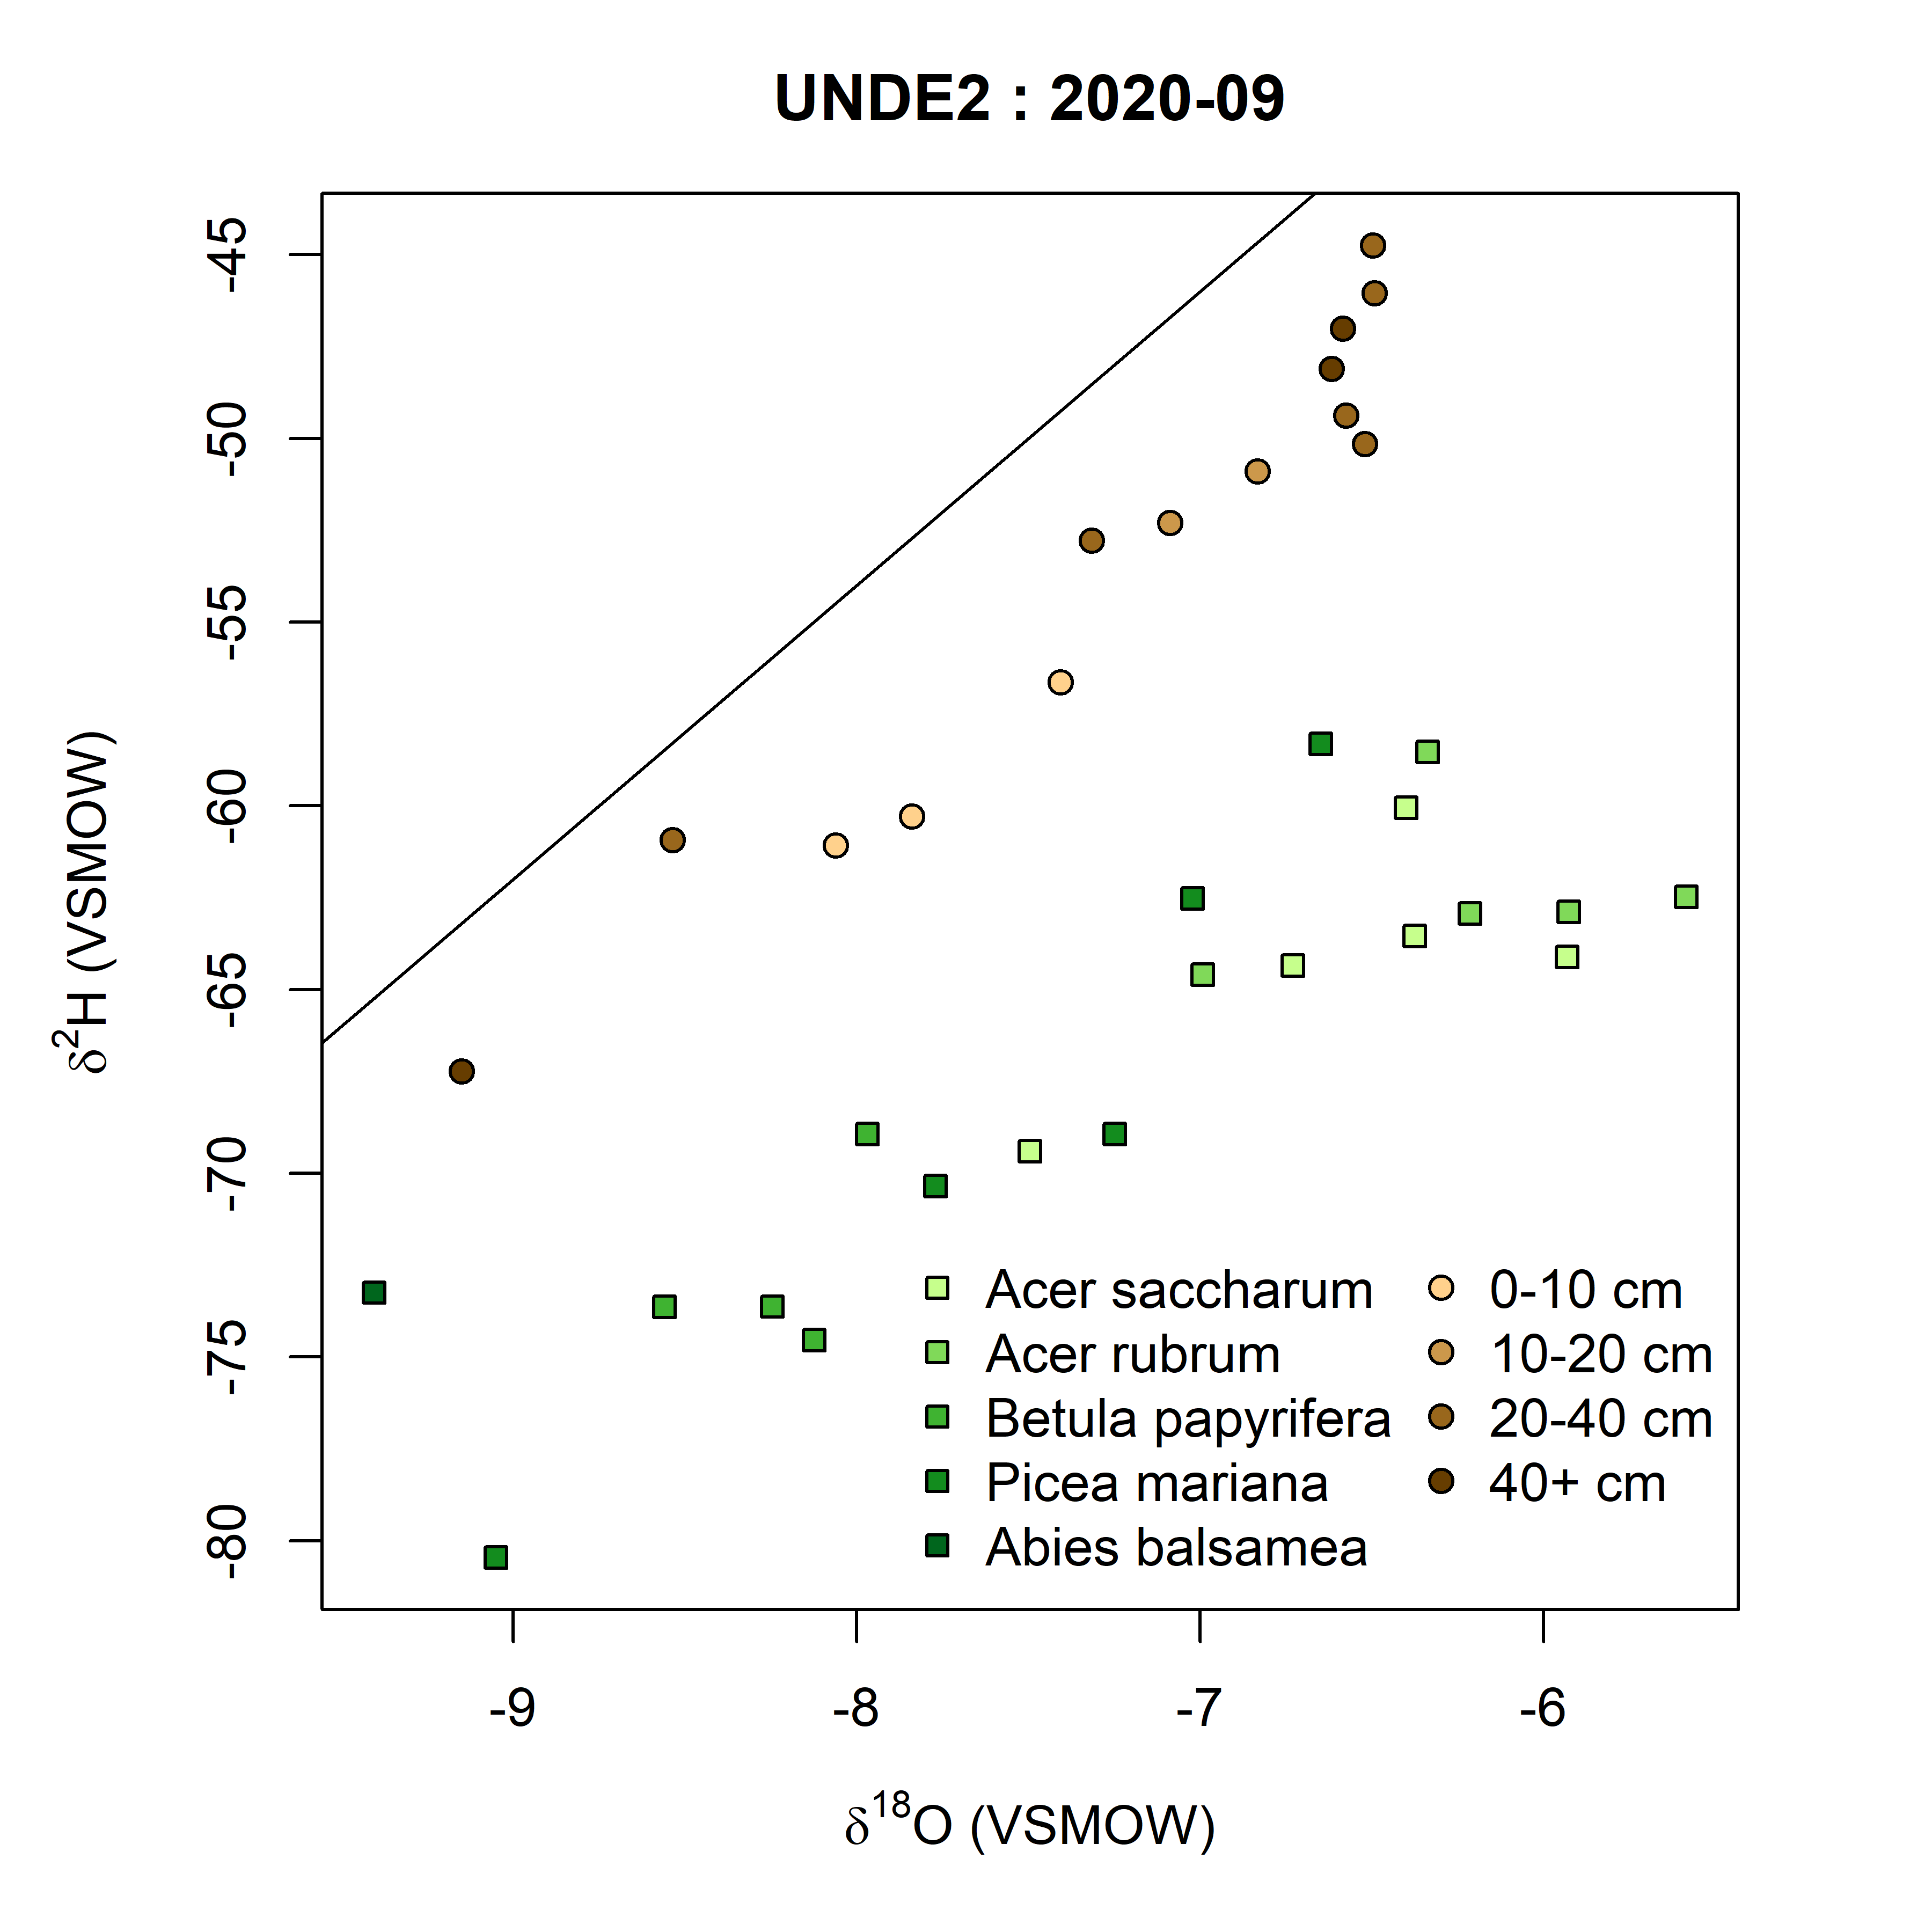 UNDE2 : 2020-09
-45
-50
-55
-60
-65
-70
-75
-80
δ²H (VSMOW)
Acer saccharum
Acer rubrum
Betula papyrifera
Picea mariana
Abies balsamea
0-10 cm
10-20 cm
20-40 cm
40+ cm
-9 -8 -7 -6
δ¹⁸O (VSMOW)